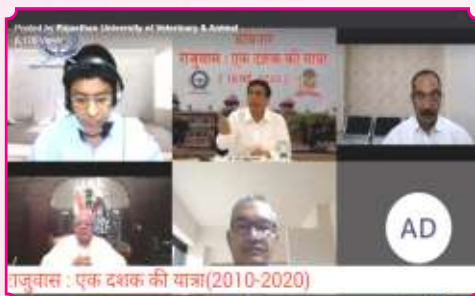 Posted by Rajasthan University of Veterinary & Animal
राजुवास : एक दशक की यात्रा
AD
राजुवास : एक दशक की यात्रा(2010-2020)